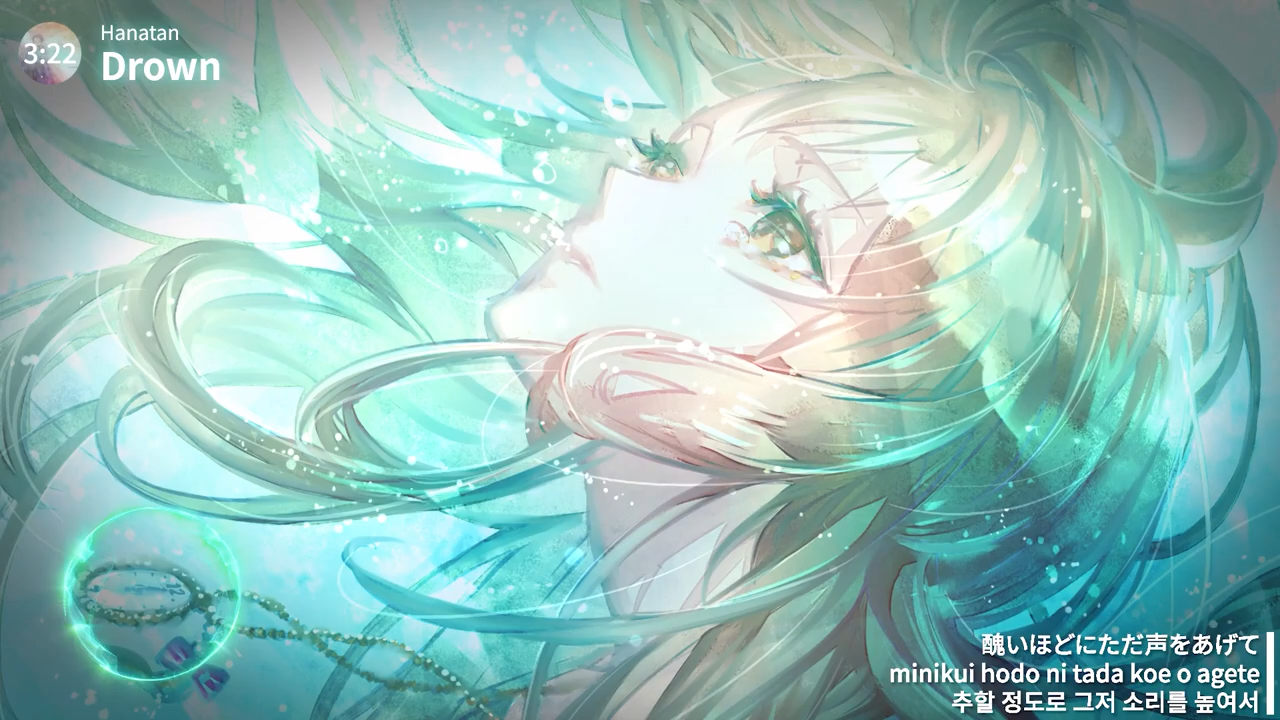 3:22
Hanatan
Drown
醜いほどにただ声をあげて
minikui hodo ni tada koe o agete
추할 정도로 그저 소리를 높여서